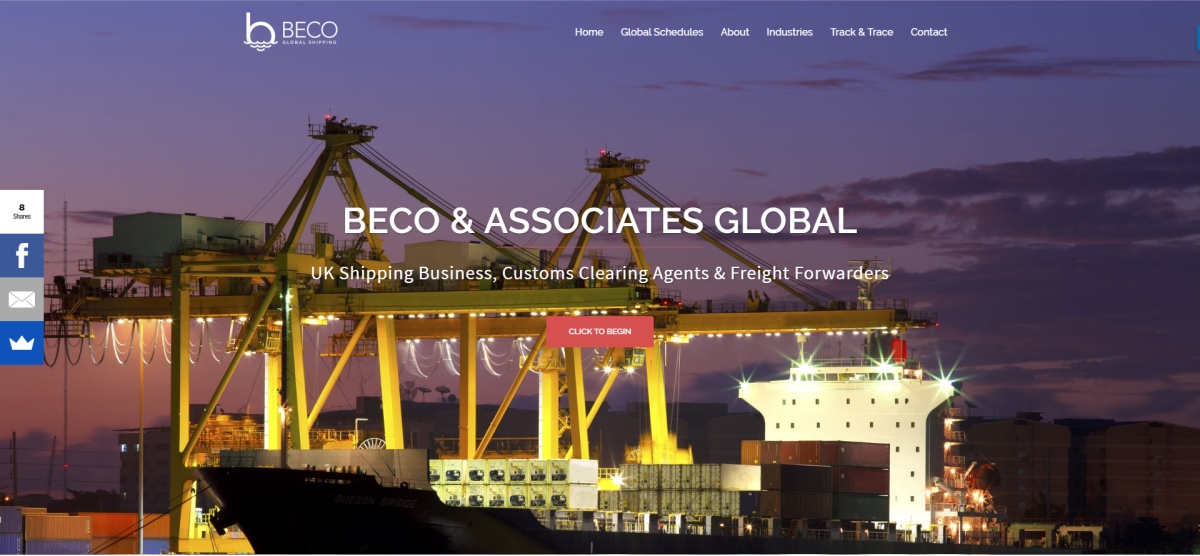 BECO
GLOBAL SHIPPING
Home Global Schedules About Industries Track & Trace Contact
8
Shares
BECO & ASSOCIATES GLOBAL
UK Shipping Business, Customs Clearing Agents & Freight Forwarders
CLICK TO BEGIN
QUEZON BRIDGE